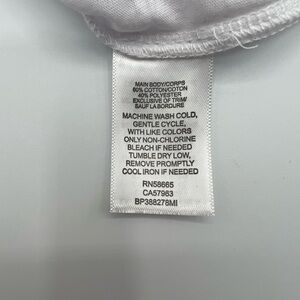 MAIN BODY/CORPS
60% COTTON/COTON
40% POLYESTER
EXCLUSIVE OF TRIM/
SAUF LA BORDURE
MACHINE WASH COLD,
GENTLE CYCLE,
WITH LIKE COLORS
ONLY NON-CHLORINE
BLEACH IF NEEDED
TUMBLE DRY LOW,
REMOVE PROMPTLY
COOL IRON IF NEEDED
RN58665
CA57963
BP388278MI